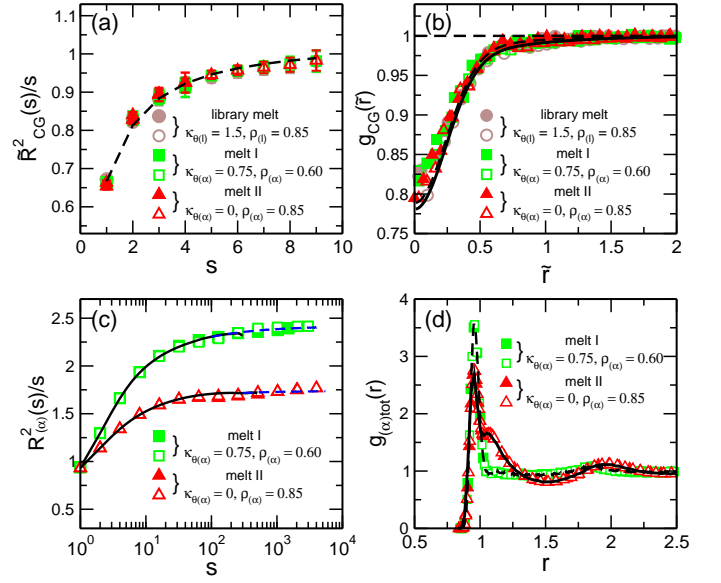 (a)
R̃²CG(s)/s
1
0.9
0.8
0.7
0.6
0 2 4 6 8 10
s
library melt
κθ(l) = 1.5, ρ(l) = 0.85
melt I
κθ(α) = 0.75, ρ(α) = 0.60
melt II
κθ(α) = 0, ρ(α) = 0.85
(b)
gCG(r̃)
1
0.95
0.9
0.85
0.8
0.75
0 0.5 1 1.5 2
r̃
library melt
κθ(l) = 1.5, ρ(l) = 0.85
melt I
κθ(α) = 0.75, ρ(α) = 0.60
melt II
κθ(α) = 0, ρ(α) = 0.85
(c)
R²(α)(s)/s
2.5
2
1.5
1
0.5
10⁰ 10¹ 10² 10³ 10⁴ 10⁵
s
melt I
κθ(α) = 0.75, ρ(α) = 0.60
melt II
κθ(α) = 0, ρ(α) = 0.85
(d)
g(α)tot(r)
4
3
2
1
0
0.5 1 1.5 2 2.5
r
melt I
κθ(α) = 0.75, ρ(α) = 0.60
melt II
κθ(α) = 0, ρ(α) = 0.85